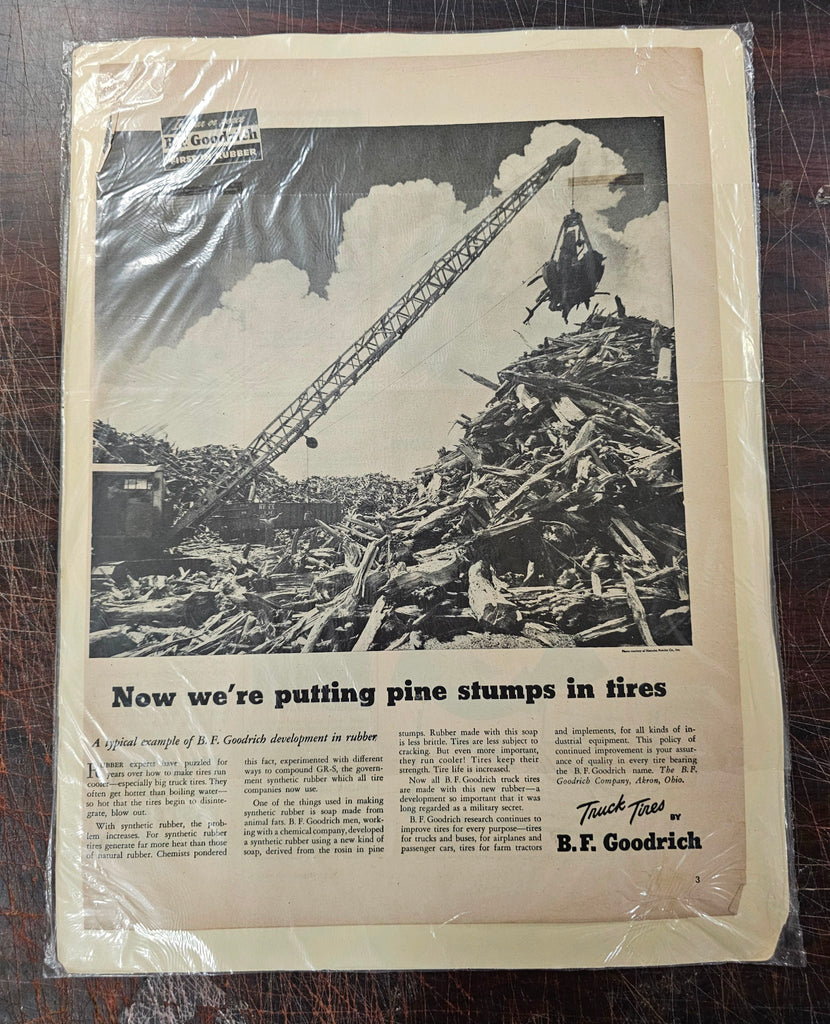 B.F. Goodrich
FIRST IN RUBBER
Now we're putting pine stumps in tires
A typical example of B. F. Goodrich development in rubber
RUBBER experts have puzzled for
years over how to make tires run
cooler—especially big truck tires. They
often get hotter than boiling water—
so hot that the tires begin to disinte-
grate, blow out.
With synthetic rubber, the prob-
lem increases. For synthetic rubber
tires generate far more heat than those
of natural rubber. Chemists pondered
this fact, experimented with different
ways to compound GR-S, the govern-
ment synthetic rubber which all tire
companies now use.
One of the things used in making
synthetic rubber is soap made from
animal fats. B. F. Goodrich men, work-
ing with a chemical company, developed
a synthetic rubber using a new kind of
soap, derived from the rosin in pine
stumps. Rubber made with this soap
is less brittle. Tires are less subject to
cracking. But even more important,
they run cooler! Tires keep their
strength. Tire life is increased.
Now all B. F. Goodrich truck tires
are made with this new rubber—a
development so important that it was
long regarded as a military secret.
B. F. Goodrich research continues to
improve tires for every purpose—tires
for trucks and buses, for airplanes and
passenger cars, tires for farm tractors
and implements, for all kinds of in-
dustrial equipment. This policy of
continued improvement is your assur-
ance of quality in every tire bearing
the B. F. Goodrich name. The B. F.
Goodrich Company, Akron, Ohio.
Truck Tires
BY
B. F. Goodrich
3